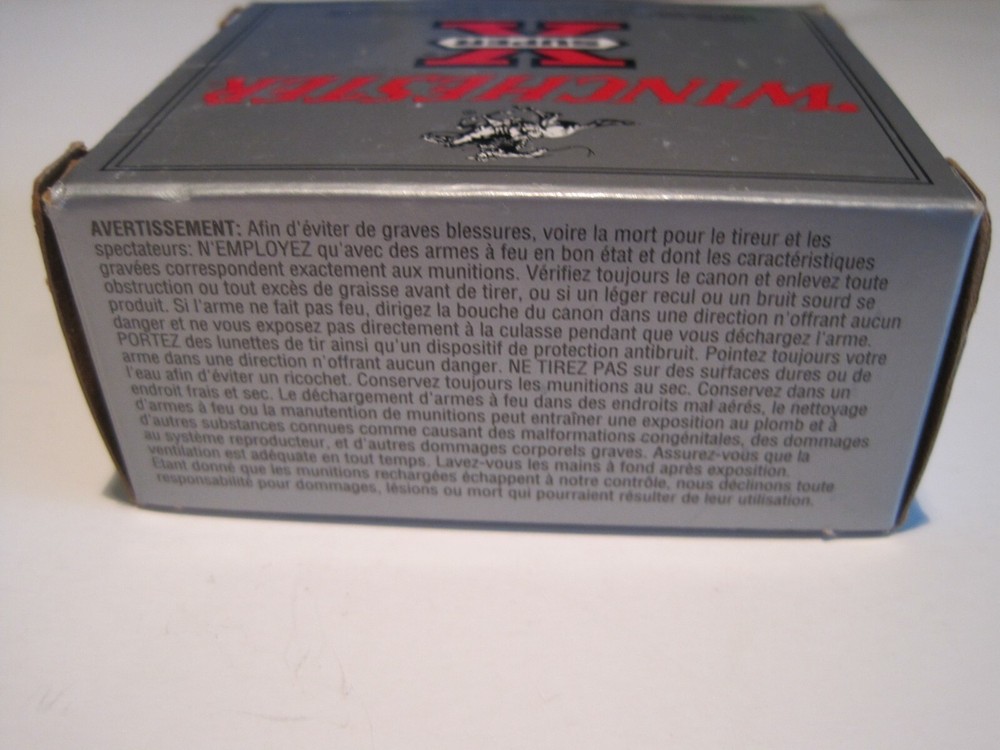 SUPER
X
WINCHESTER
AVERTISSEMENT: Afin d'éviter de graves blessures, voire la mort pour le tireur et les
spectateurs: N'EMPLOYEZ qu'avec des armes à feu en bon état et dont les caractéristiques
gravées correspondent exactement aux munitions. Vérifiez toujours le canon et enlevez toute
obstruction ou tout excès de graisse avant de tirer, ou si un léger recul ou un bruit sourd se
produit. Si l'arme ne fait pas feu, dirigez la bouche du canon dans une direction n'offrant aucun
danger et ne vous exposez pas directement à la culasse pendant que vous déchargez l'arme.
PORTEZ des lunettes de tir ainsi qu'un dispositif de protection antibruit. Pointez toujours votre
arme dans une direction n'offrant aucun danger. NE TIREZ PAS sur des surfaces dures ou de
l'eau afin d'éviter un ricochet. Conservez toujours les munitions au sec. Conservez dans un
endroit frais et sec. Le déchargement d'armes à feu dans des endroits mal aérés, le nettoyage
d'armes à feu ou la manutention de munitions peut entraîner une exposition au plomb et à
d'autres substances connues comme causant des malformations congénitales, des dommages
au système reproducteur, et d'autres dommages corporels graves. Assurez-vous que la
ventilation est adéquate en tout temps. Lavez-vous les mains à fond après exposition.
Étant donné que les munitions rechargées échappent à notre contrôle, nous déclinons toute
responsabilité pour dommages, lésions ou mort qui pourraient résulter de leur utilisation.